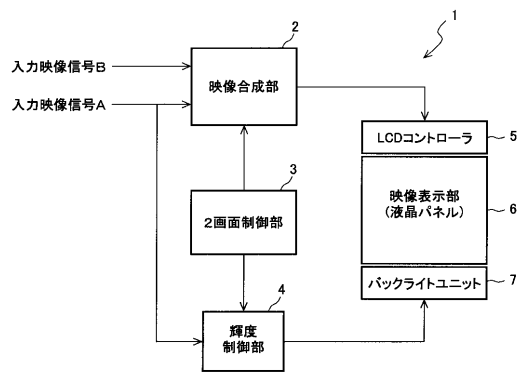 1
2
入力映像信号B
映像合成部
入力映像信号A
LCDコントローラ
5
3
2画面制御部
映像表示部
(液晶パネル)
6
4
バックライトユニット
7
輝度
制御部